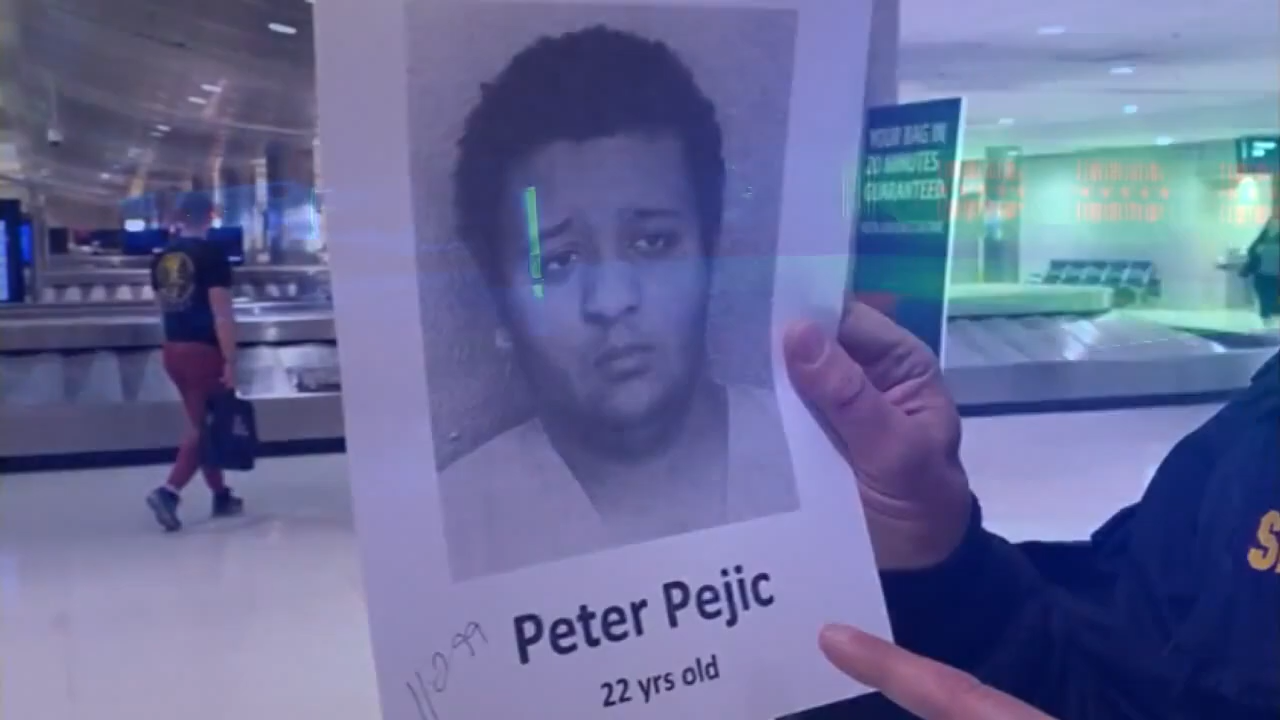 YOUR BAG IN
20 MINUTES
GUARANTEED
Peter Pejic
22 yrs old